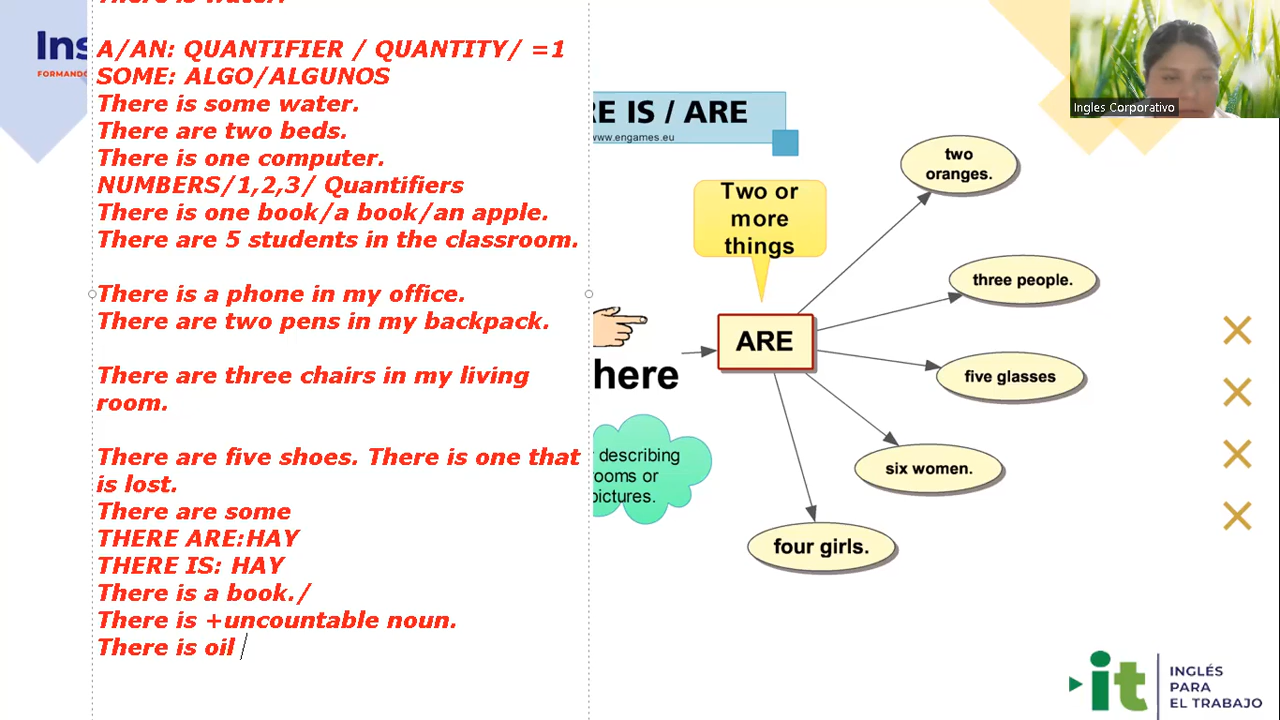 There is water.
Ins
FORMANDO
A/AN: QUANTIFIER / QUANTITY/ =1
SOME: ALGO/ALGUNOS
There is some water.
There are two beds.
There is one computer.
NUMBERS/1,2,3/ Quantifiers
There is one book/a book/an apple.
There are 5 students in the classroom.
There is a phone in my office.
There are two pens in my backpack.
There are three chairs in my living
room.
There are five shoes. There is one that
is lost.
There are some
THERE ARE:HAY
THERE IS: HAY
There is a book./
There is +uncountable noun.
There is oil
RE IS / ARE
www.engames.eu
Two or
more
things
here
ARE
describing
ooms or
pictures.
two
oranges.
three people.
five glasses
six women.
four girls.
Ingles Corporativo
it
INGLÉS
PARA
EL TRABAJO